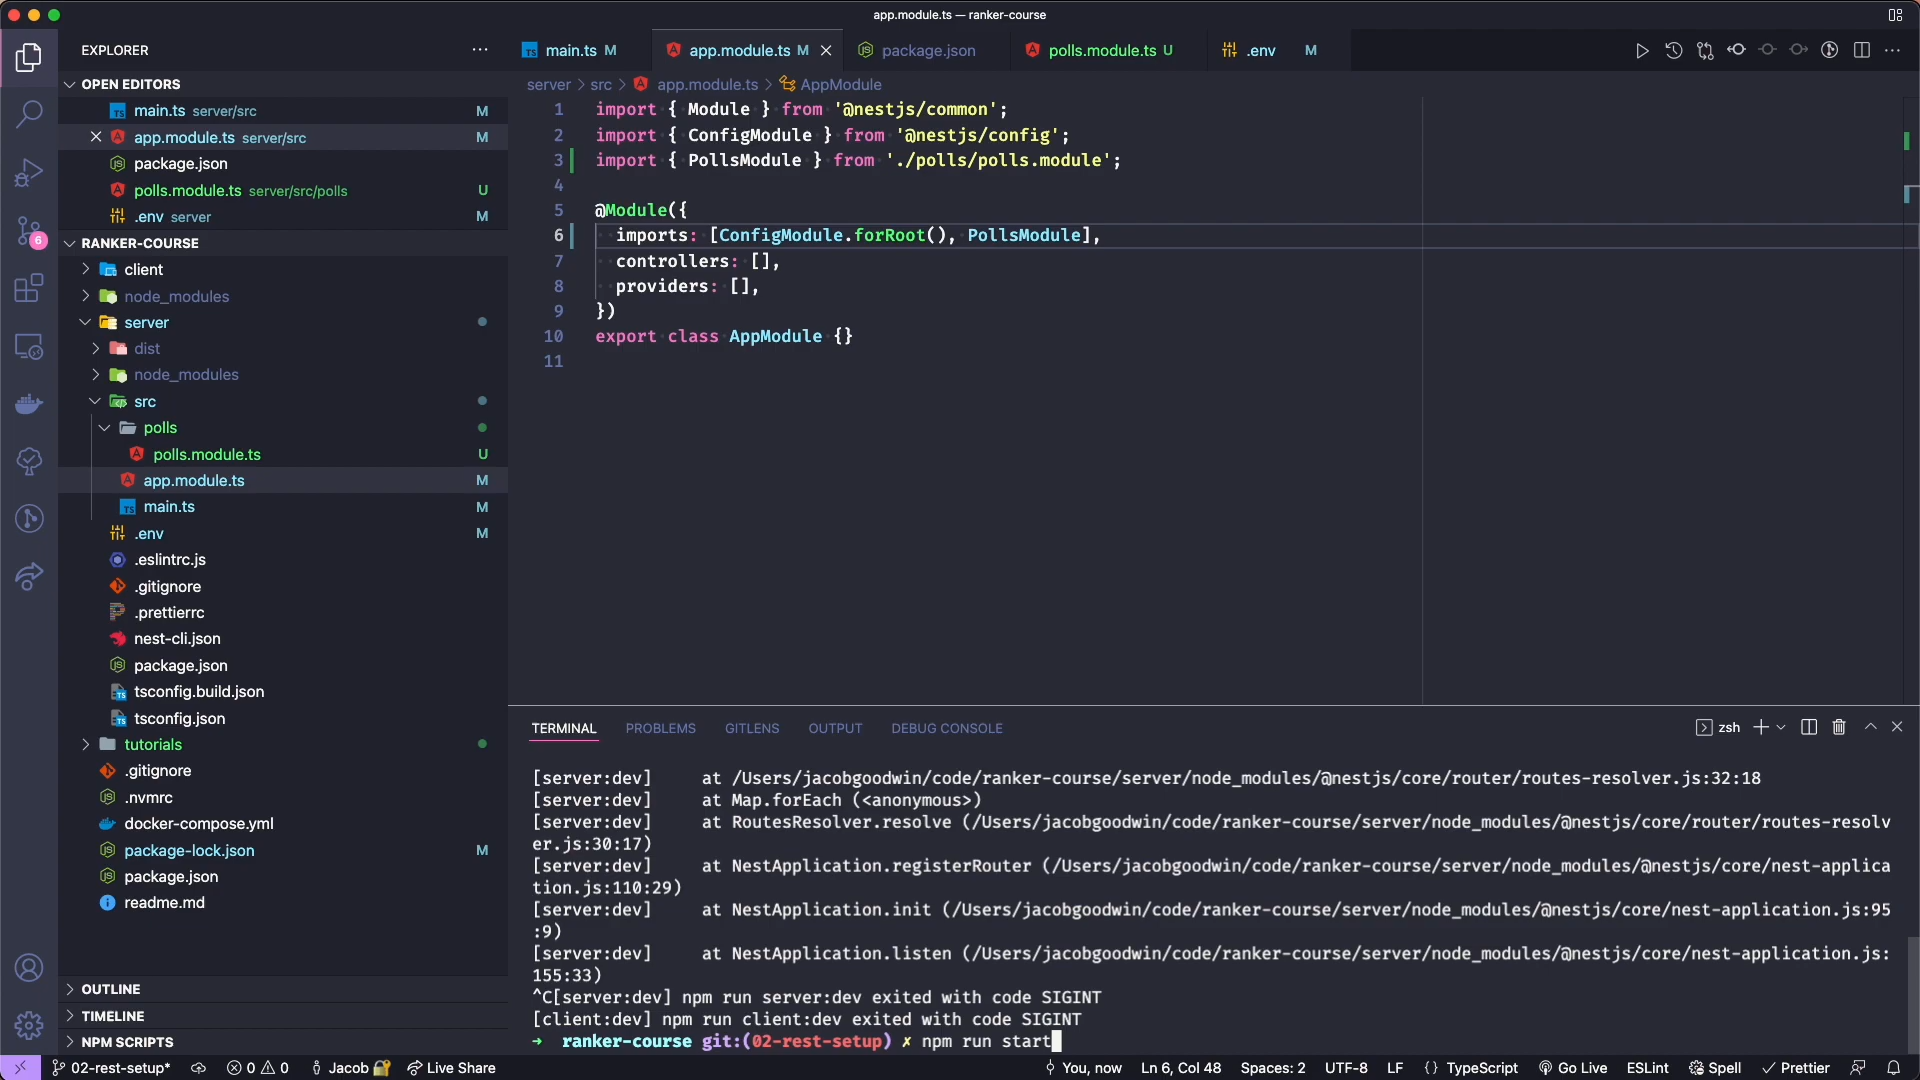 app.module.ts — ranker-course
EXPLORER
OPEN EDITORS
main.ts server/src M
app.module.ts server/src M
package.json
polls.module.ts server/src/polls U
.env server M
RANKER-COURSE
client
node_modules
server
dist
node_modules
src
polls
polls.module.ts U
app.module.ts M
main.ts M
.env M
.eslintrc.js
.gitignore
.prettierrc
nest-cli.json
package.json
tsconfig.build.json
tsconfig.json
tutorials
.gitignore
.nvmrc
docker-compose.yml
package-lock.json M
package.json
readme.md
OUTLINE
TIMELINE
NPM SCRIPTS
6
main.ts M app.module.ts M package.json polls.module.ts U .env M
server > src > app.module.ts > AppModule
1 import { Module } from '@nestjs/common';
2 import { ConfigModule } from '@nestjs/config';
3 import { PollsModule } from './polls/polls.module';
4
5 @Module({
6 imports: [ConfigModule.forRoot(), PollsModule],
7 controllers: [],
8 providers: [],
9 })
10 export class AppModule {}
11
TERMINAL PROBLEMS GITLENS OUTPUT DEBUG CONSOLE zsh
[server:dev] at /Users/jacobgoodwin/code/ranker-course/server/node_modules/@nestjs/core/router/routes-resolver.js:32:18
[server:dev] at Map.forEach (<anonymous>)
[server:dev] at RoutesResolver.resolve (/Users/jacobgoodwin/code/ranker-course/server/node_modules/@nestjs/core/router/routes-resolv
er.js:30:17)
[server:dev] at NestApplication.registerRouter (/Users/jacobgoodwin/code/ranker-course/server/node_modules/@nestjs/core/nest-applica
tion.js:110:29)
[server:dev] at NestApplication.init (/Users/jacobgoodwin/code/ranker-course/server/node_modules/@nestjs/core/nest-application.js:95
:9)
[server:dev] at NestApplication.listen (/Users/jacobgoodwin/code/ranker-course/server/node_modules/@nestjs/core/nest-application.js:
155:33)
^C[server:dev] npm run server:dev exited with code SIGINT
[client:dev] npm run client:dev exited with code SIGINT
➜ ranker-course git:(02-rest-setup) ✗ npm run start
02-rest-setup* 0 0 Jacob Live Share You, now Ln 6, Col 48 Spaces: 2 UTF-8 LF {} TypeScript Go Live ESLint Spell Prettier